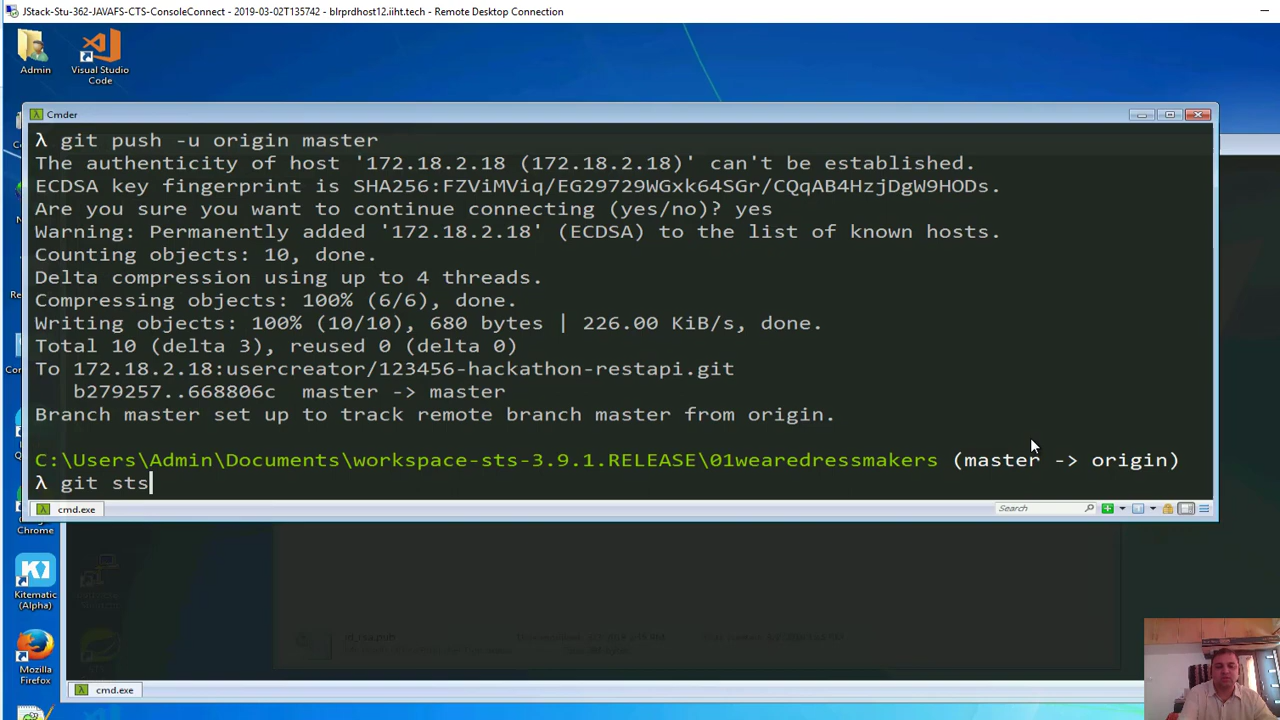 JStack-Stu-362-JAVAFS-CTS-ConsoleConnect - 2019-03-02T135742 - blrprdhost12.iiht.tech - Remote Desktop Connection
Admin
Visual Studio
Code
Cmder
λ git push -u origin master
The authenticity of host '172.18.2.18 (172.18.2.18)' can't be established.
ECDSA key fingerprint is SHA256:FZViMViq/EG29729WGxk64SGr/CQqAB4HzjDgW9HODs.
Are you sure you want to continue connecting (yes/no)? yes
Warning: Permanently added '172.18.2.18' (ECDSA) to the list of known hosts.
Counting objects: 10, done.
Delta compression using up to 4 threads.
Compressing objects: 100% (6/6), done.
Writing objects: 100% (10/10), 680 bytes | 226.00 KiB/s, done.
Total 10 (delta 3), reused 0 (delta 0)
To 172.18.2.18:usercreator/123456-hackathon-restapi.git
b279257..668806c master -> master
Branch master set up to track remote branch master from origin.
C:\Users\Admin\Documents\workspace-sts-3.9.1.RELEASE\01wearedressmakers (master -> origin)
λ git sts
cmd.exe
Search
Chrome
Kitematic
(Alpha)
Mozilla
Firefox
cmd.exe